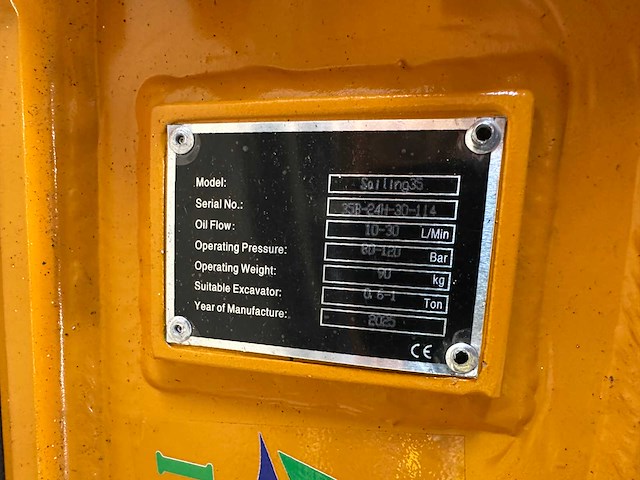 Model: Sailing35
Serial No.: 35B-24H-30-114
Oil Flow: 10-30 L/Min
Operating Pressure: 80-120 Bar
Operating Weight: 90 kg
Suitable Excavator: 0.6-1 Ton
Year of Manufacture: 2025
CE